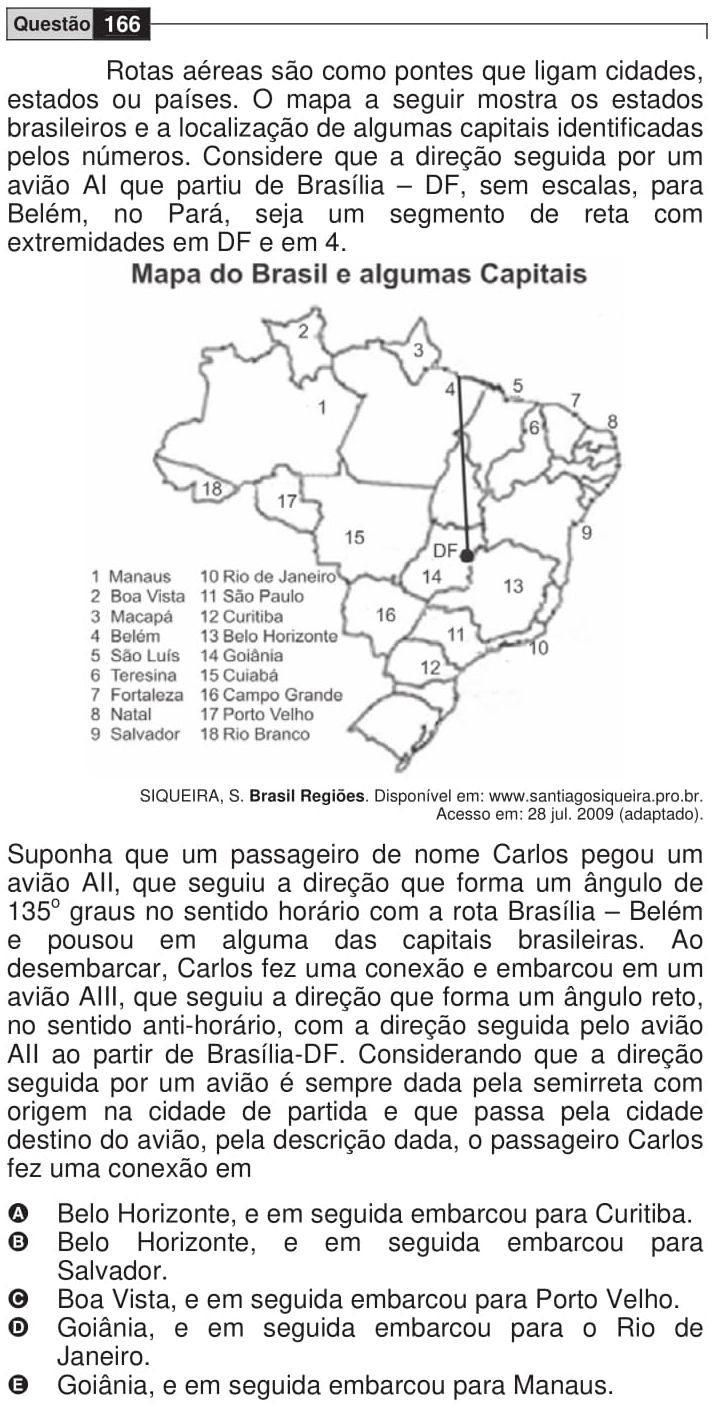 Questão 166
Rotas aéreas são como pontes que ligam cidades,
estados ou países. O mapa a seguir mostra os estados
brasileiros e a localização de algumas capitais identificadas
pelos números. Considere que a direção seguida por um
avião AI que partiu de Brasília – DF, sem escalas, para
Belém, no Pará, seja um segmento de reta com
extremidades em DF e em 4.
Mapa do Brasil e algumas Capitais
2
3
4
5
1
7
6
8
18
17
15
9
DF
14
13
16
11
10
12
1 Manaus 10 Rio de Janeiro
2 Boa Vista 11 São Paulo
3 Macapá 12 Curitiba
4 Belém 13 Belo Horizonte
5 São Luís 14 Goiânia
6 Teresina 15 Cuiabá
7 Fortaleza 16 Campo Grande
8 Natal 17 Porto Velho
9 Salvador 18 Rio Branco
SIQUEIRA, S. Brasil Regiões. Disponível em: www.santiagosiqueira.pro.br.
Acesso em: 28 jul. 2009 (adaptado).
Suponha que um passageiro de nome Carlos pegou um
avião AII, que seguiu a direção que forma um ângulo de
135º graus no sentido horário com a rota Brasília – Belém
e pousou em alguma das capitais brasileiras. Ao
desembarcar, Carlos fez uma conexão e embarcou em um
avião AIII, que seguiu a direção que forma um ângulo reto,
no sentido anti-horário, com a direção seguida pelo avião
AII ao partir de Brasília-DF. Considerando que a direção
seguida por um avião é sempre dada pela semirreta com
origem na cidade de partida e que passa pela cidade
destino do avião, pela descrição dada, o passageiro Carlos
fez uma conexão em
A Belo Horizonte, e em seguida embarcou para Curitiba.
B Belo Horizonte, e em seguida embarcou para
Salvador.
C Boa Vista, e em seguida embarcou para Porto Velho.
D Goiânia, e em seguida embarcou para o Rio de
Janeiro.
E Goiânia, e em seguida embarcou para Manaus.